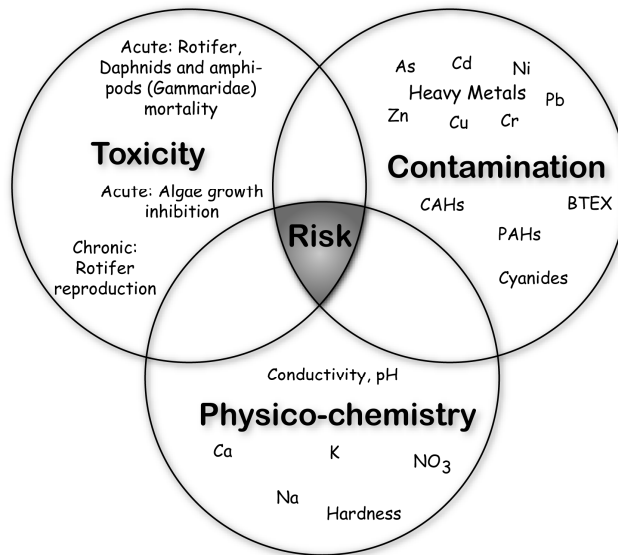 Acute: Rotifer,
Daphnids and amphi-
pods (Gammaridae)
mortality
Toxicity
Acute: Algae growth
inhibition
Chronic:
Rotifer
reproduction
As Cd Ni
Heavy Metals Pb
Zn Cu Cr
Contamination
CAHs BTEX
PAHs
Cyanides
Risk
Conductivity, pH
Physico-chemistry
Ca K NO₃
Na Hardness